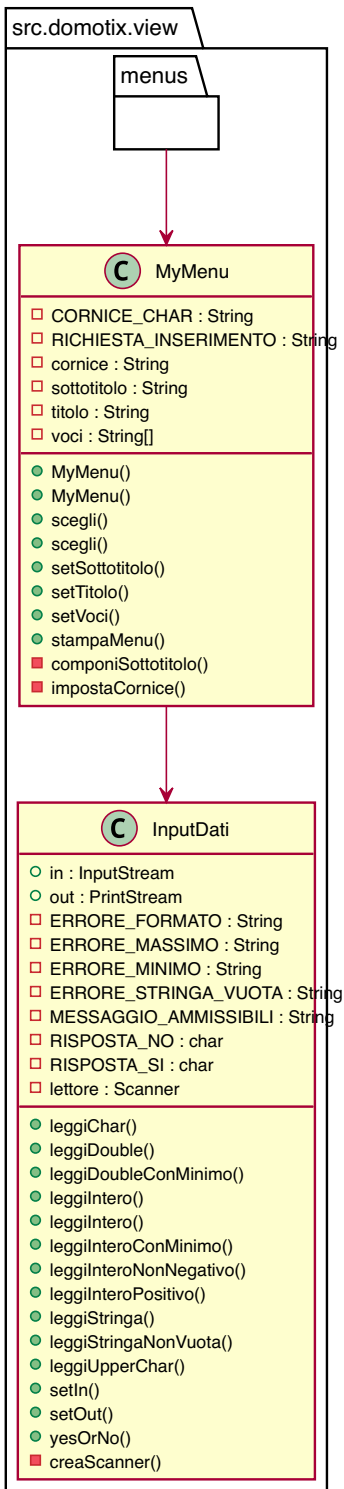 src.domotix.view
menus
C MyMenu
CORNICE_CHAR : String
RICHIESTA_INSERIMENTO : String
cornice : String
sottotitolo : String
titolo : String
voci : String[]
MyMenu()
MyMenu()
scegli()
scegli()
setSottotitolo()
setTitolo()
setVoci()
stampaMenu()
componiSottotitolo()
impostaCornice()
C InputDati
in : InputStream
out : PrintStream
ERRORE_FORMATO : String
ERRORE_MASSIMO : String
ERRORE_MINIMO : String
ERRORE_STRINGA_VUOTA : String
MESSAGGIO_AMMISSIBILI : String
RISPOSTA_NO : char
RISPOSTA_SI : char
lettore : Scanner
leggiChar()
leggiDouble()
leggiDoubleConMinimo()
leggiIntero()
leggiIntero()
leggiInteroConMinimo()
leggiInteroNonNegativo()
leggiInteroPositivo()
leggiStringa()
leggiStringaNonVuota()
leggiUpperChar()
setIn()
setOut()
yesOrNo()
creaScanner()